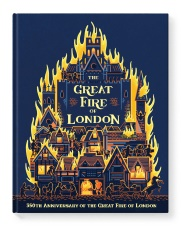 THE
GREAT
FIRE
OF
LONDON
350TH ANNIVERSARY OF THE GREAT FIRE OF LONDON